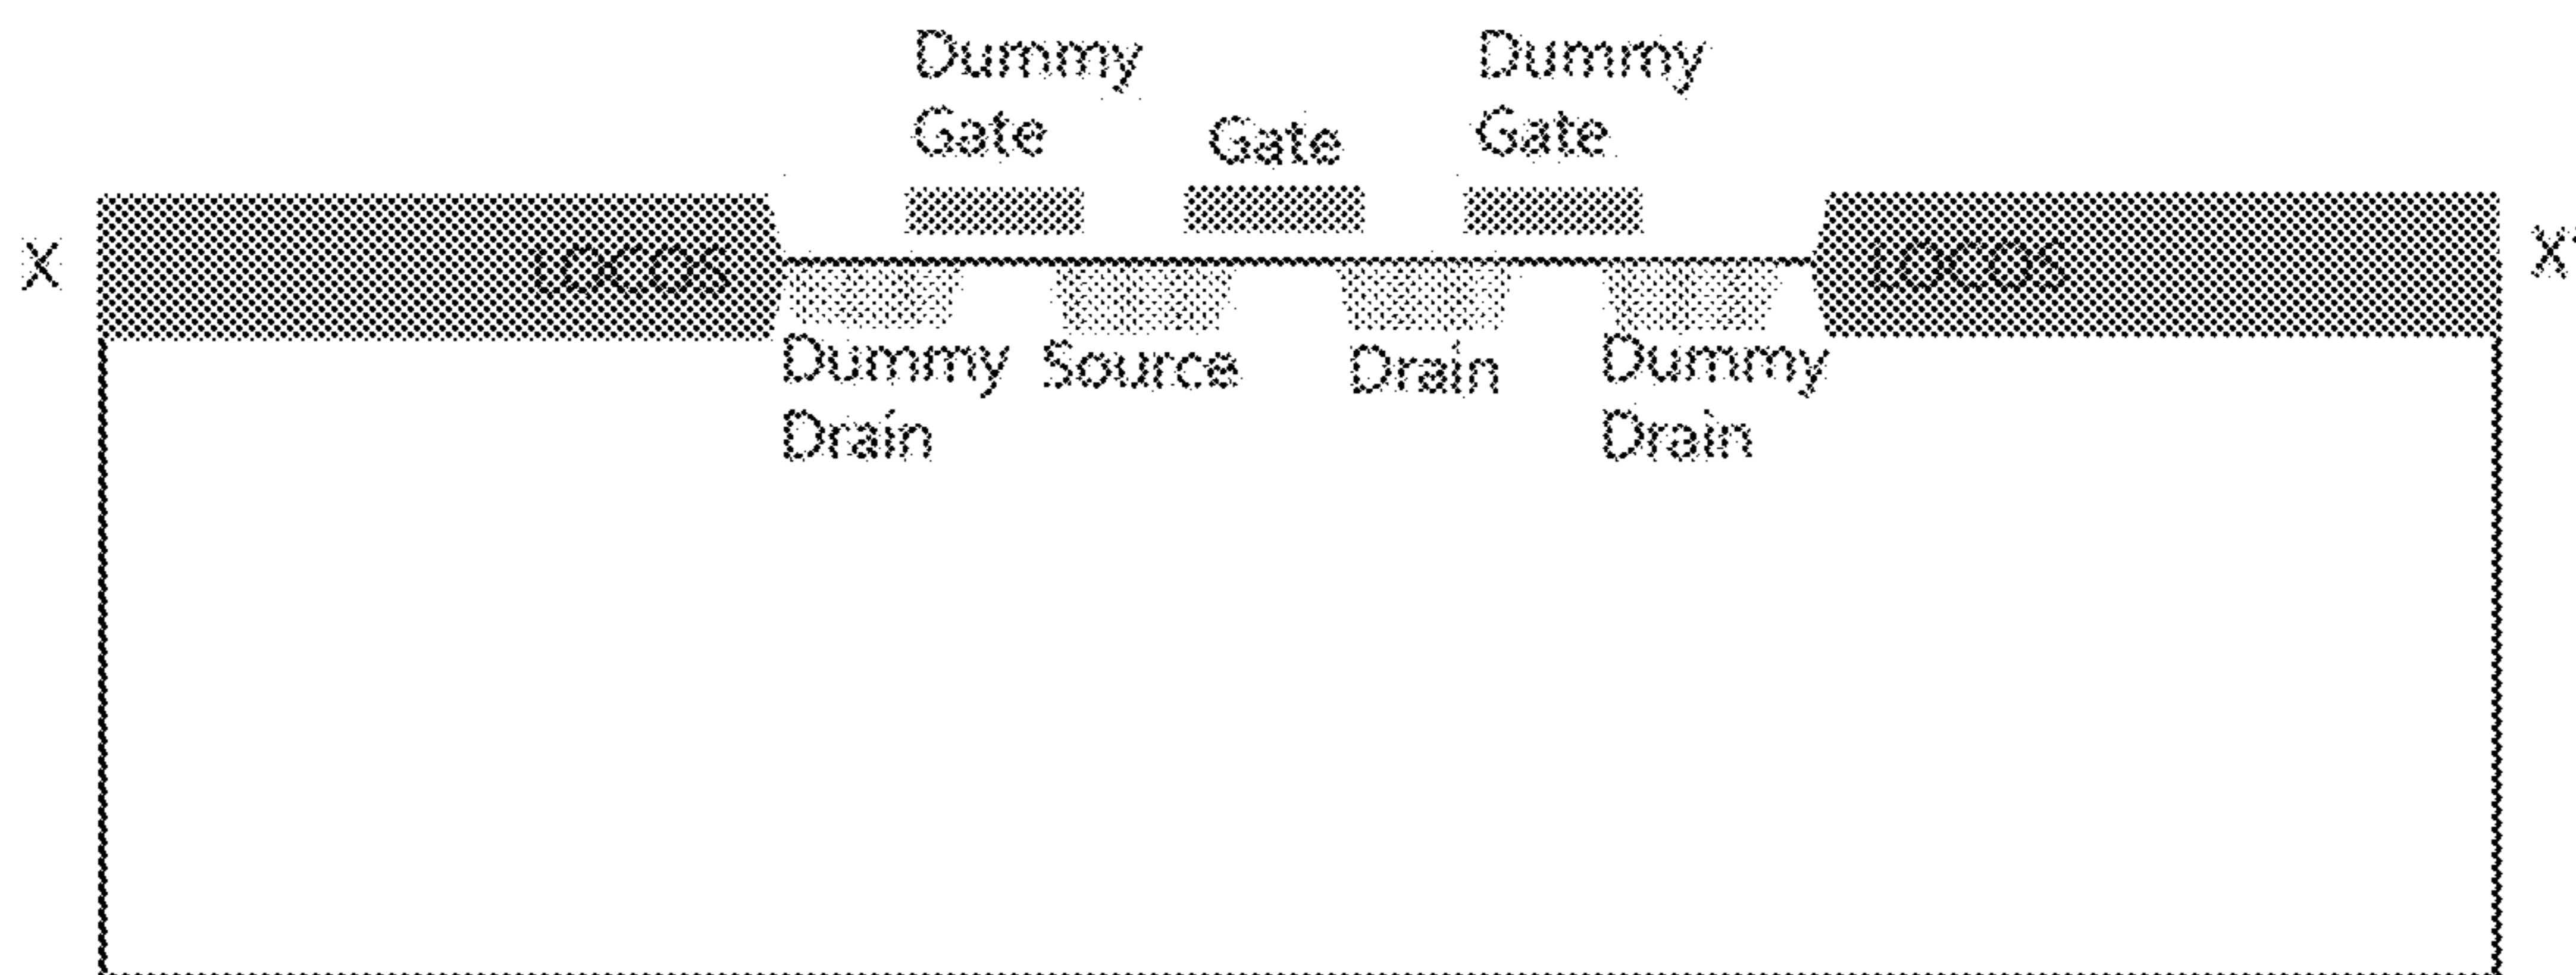 Dummy Gate
Gate
Dummy Gate
X
LOCOS
LOCOS
X'
Dummy Drain
Source
Drain
Dummy Drain